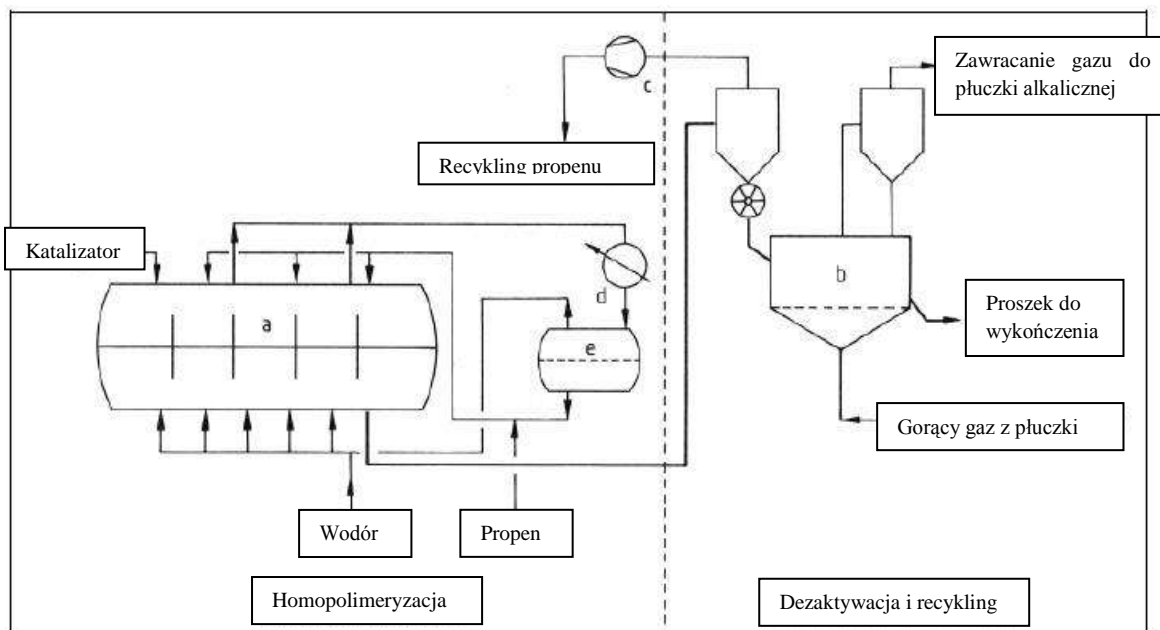 Zawracanie gazu do
płuczki alkalicznej
c
Recykling propenu
Katalizator
a
d
e
b
Proszek do
wykończenia
Gorący gaz z płuczki
Wodór
Propen
Homopolimeryzacja
Dezaktywacja i recykling